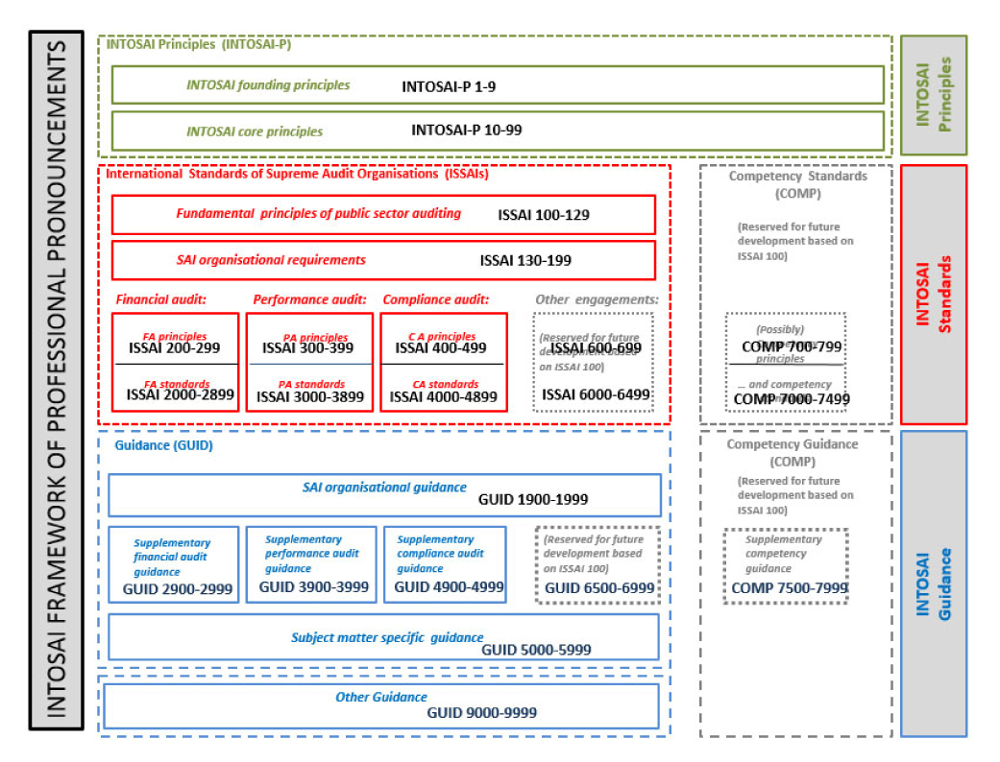 INTOSAI FRAMEWORK OF PROFESSIONAL PRONOUNCEMENTS
INTOSAI Principles (INTOSAI-P)
INTOSAI founding principles INTOSAI-P 1-9
INTOSAI core principles INTOSAI-P 10-99
INTOSAI
Principles
International Standards of Supreme Audit Organisations (ISSAIs)
Fundamental principles of public sector auditing ISSAI 100-129
SAI organisational requirements ISSAI 130-199
Financial audit:
FA principles
ISSAI 200-299
FA standards
ISSAI 2000-2899
Performance audit:
PA principles
ISSAI 300-399
PA standards
ISSAI 3000-3899
Compliance audit:
C A principles
ISSAI 400-499
CA standards
ISSAI 4000-4899
Other engagements:
(Reserved for future
ISSAI 600-699
development based
on ISSAI 100)
ISSAI 6000-6499
Competency Standards
(COMP)
(Reserved for future
development based on
ISSAI 100)
(Possibly)
COMP 700-799
principles
... and competency
COMP 7000-7499
INTOSAI
Standards
Guidance (GUID)
SAI organisational guidance
GUID 1900-1999
Supplementary
financial audit
guidance
GUID 2900-2999
Supplementary
performance audit
guidance
GUID 3900-3999
Supplementary
compliance audit
guidance
GUID 4900-4999
(Reserved for future
development based
on ISSAI 100)
GUID 6500-6999
Subject matter specific guidance
GUID 5000-5999
Other Guidance
GUID 9000-9999
Competency Guidance
(COMP)
(Reserved for future
development based on
ISSAI 100)
Supplementary
competency
guidance
COMP 7500-7999
INTOSAI
Guidance